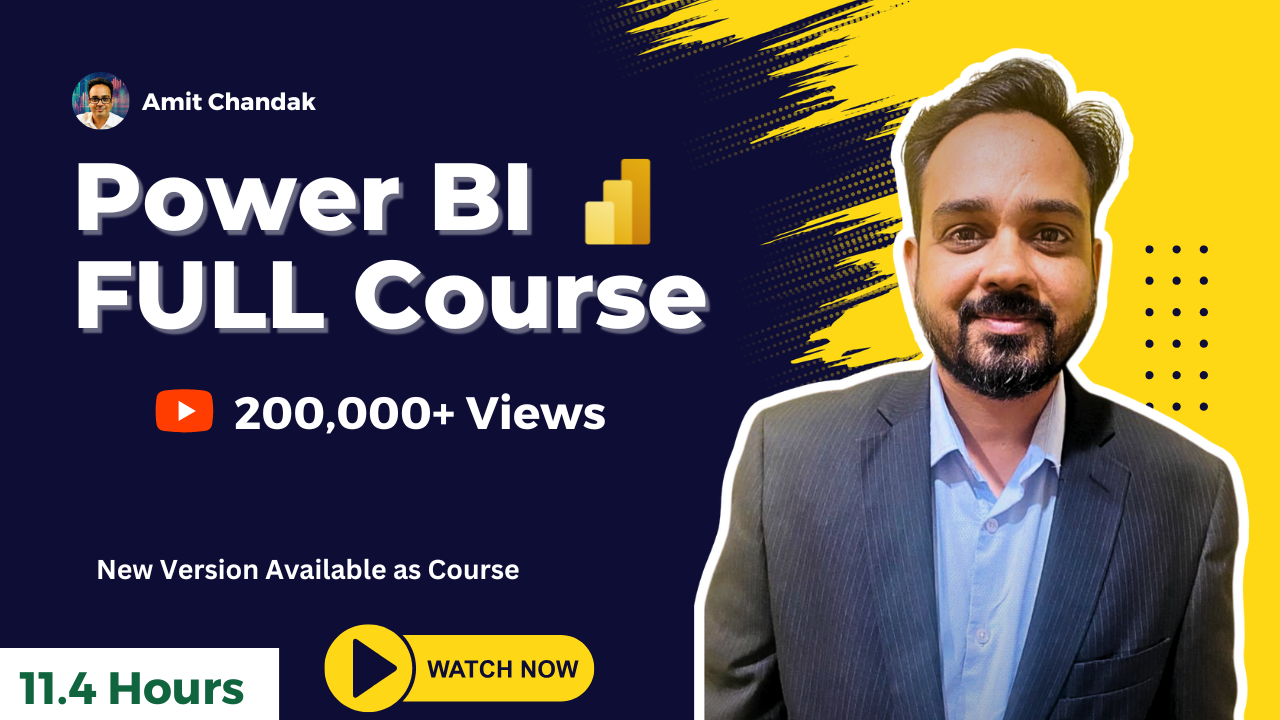 Amit Chandak
Power BI
FULL Course
200,000+ Views
New Version Available as Course
WATCH NOW
11.4 Hours